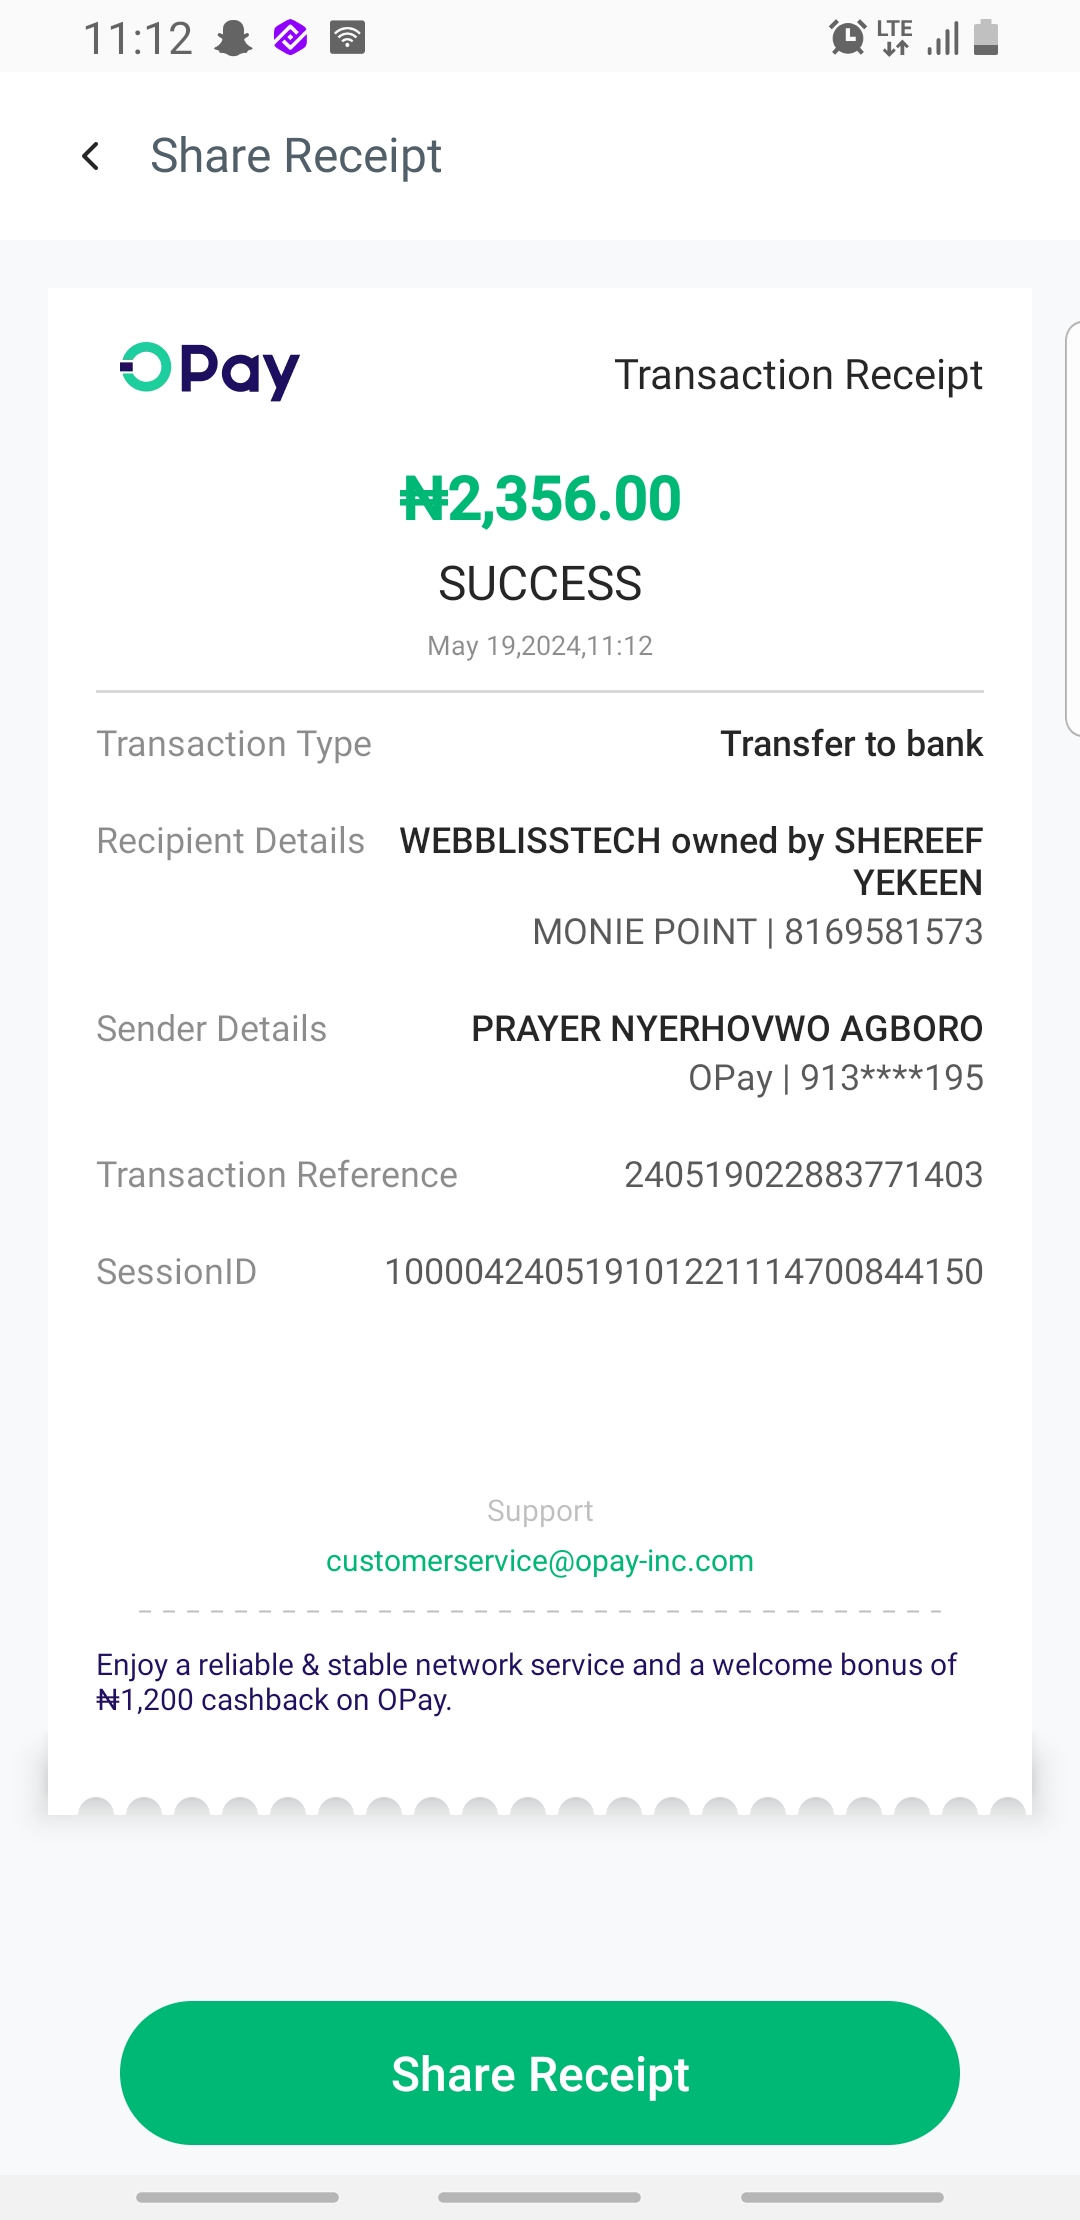 11:12
LTE
Share Receipt
OPay
Transaction Receipt
₦2,356.00
SUCCESS
May 19,2024,11:12
Transaction Type
Transfer to bank
Recipient Details
WEBBLISSTECH owned by SHEREEF
YEKEEN
MONIE POINT | 8169581573
Sender Details
PRAYER NYERHOVWO AGBORO
OPay | 913****195
Transaction Reference
240519022883771403
SessionID
100004240519101221114700844150
Support
customerservice@opay-inc.com
Enjoy a reliable & stable network service and a welcome bonus of
₦1,200 cashback on OPay.
Share Receipt